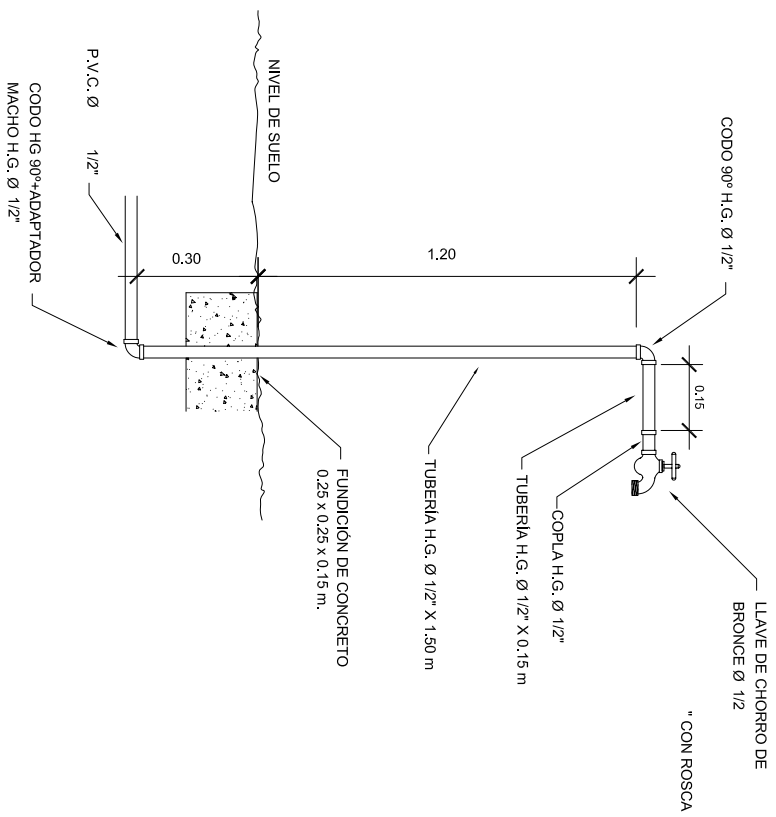 LLAVE DE CHORRO DE
BRONCE Ø 1/2
" CON ROSCA
CODO 90° H.G. Ø 1/2"
0.15
COPLA H.G. Ø 1/2"
TUBERÍA H.G. Ø 1/2" X 0.15 m
1.20
TUBERÍA H.G. Ø 1/2" X 1.50 m
NIVEL DE SUELO
0.30
FUNDICIÓN DE CONCRETO
0.25 x 0.25 x 0.15 m.
P.V.C. Ø 1/2"
CODO HG 90°+ADAPTADOR
MACHO H.G. Ø 1/2"